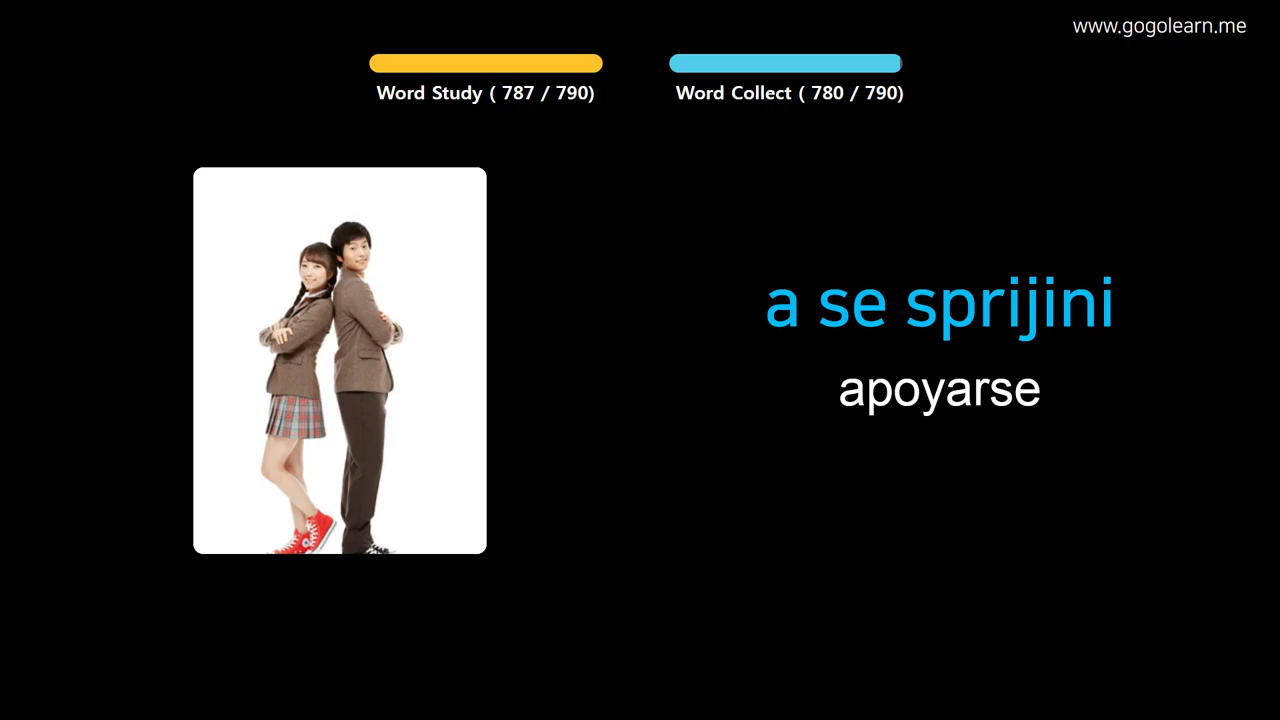 www.gogolearn.me
Word Study ( 787 / 790)
Word Collect ( 780 / 790)
a se sprijini
apoyarse